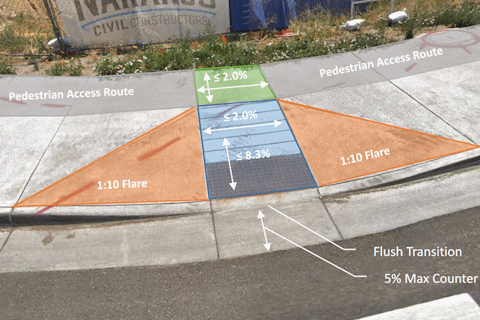 NARANJO
CIVIL CONSTRUCTORS
≤ 2.0%
Pedestrian Access Route
Pedestrian Access Route
≤ 2.0%
≤ 8.3%
1:10 Flare
1:10 Flare
Flush Transition
5% Max Counter